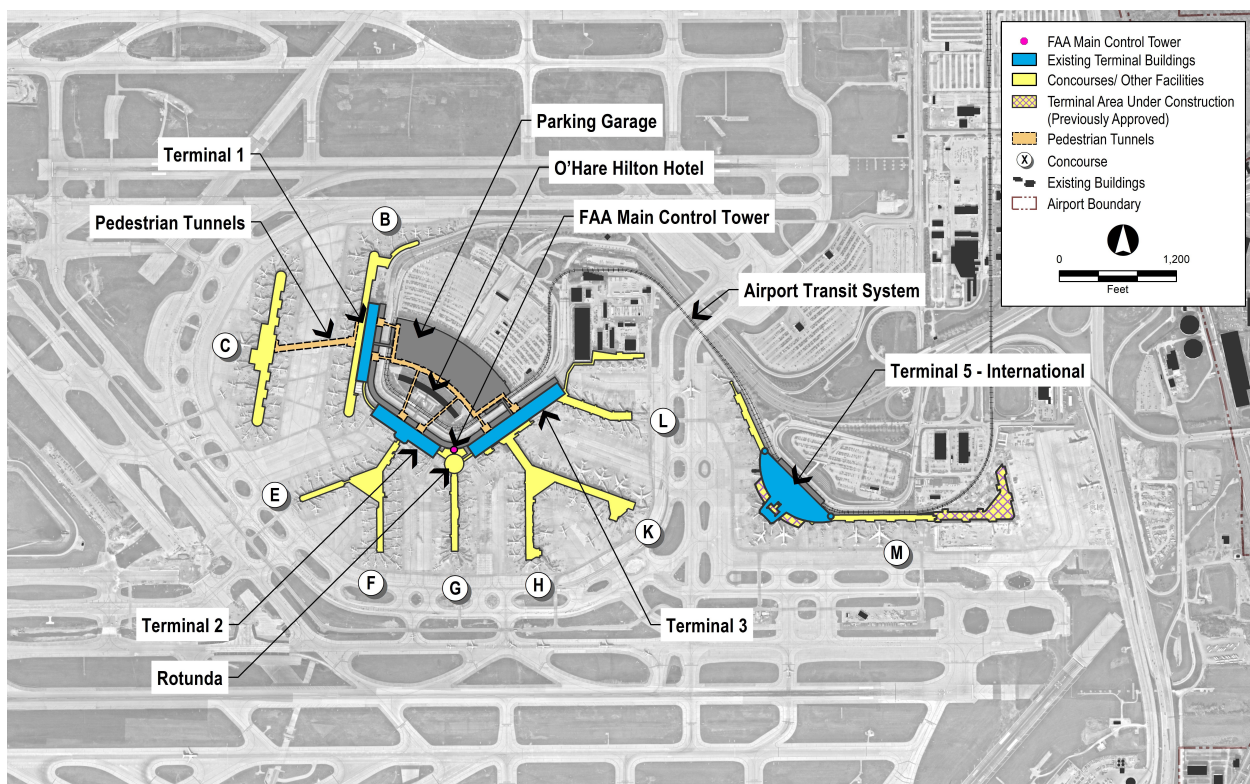 FAA Main Control Tower
Existing Terminal Buildings
Concourses/ Other Facilities
Terminal Area Under Construction
(Previously Approved)
Pedestrian Tunnels
X
Concourse
Existing Buildings
Airport Boundary
0
1,200
Feet
Parking Garage
Terminal 1
O'Hare Hilton Hotel
Pedestrian Tunnels
B
FAA Main Control Tower
Airport Transit System
C
Terminal 5 - International
L
E
K
M
F
G
H
Terminal 2
Terminal 3
Rotunda